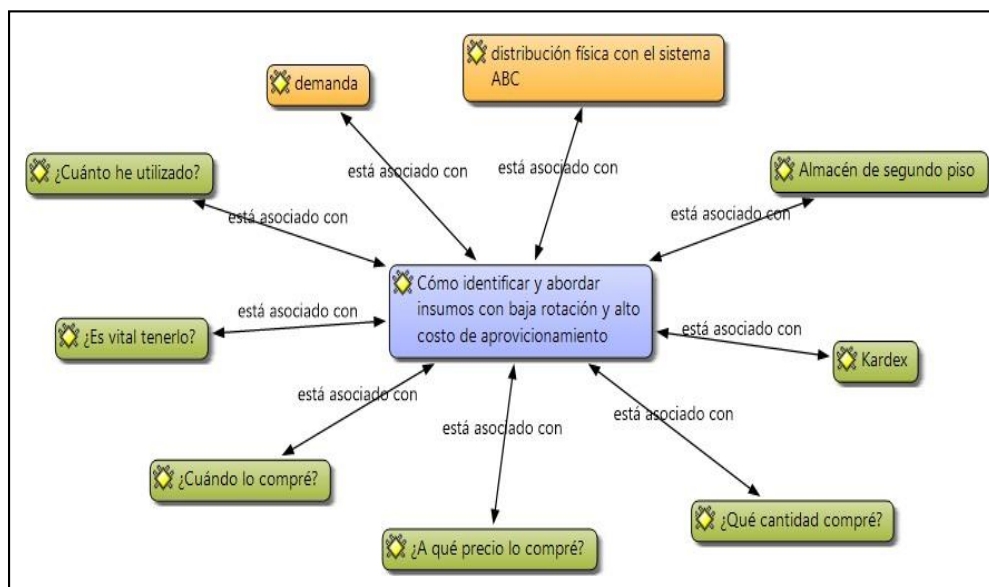 distribución física con el sistema
ABC
demanda
está asociado con
está asociado con
¿Cuánto he utilizado?
Almacén de segundo piso
está asociado con
está asociado con
Cómo identificar y abordar
insumos con baja rotación y alto
costo de aprovicionamiento
está asociado con
¿Es vital tenerlo?
está asociado con
Kardex
está asociado con
está asociado con
está asociado con
¿Cuándo lo compré?
¿Qué cantidad compré?
¿A qué precio lo compré?